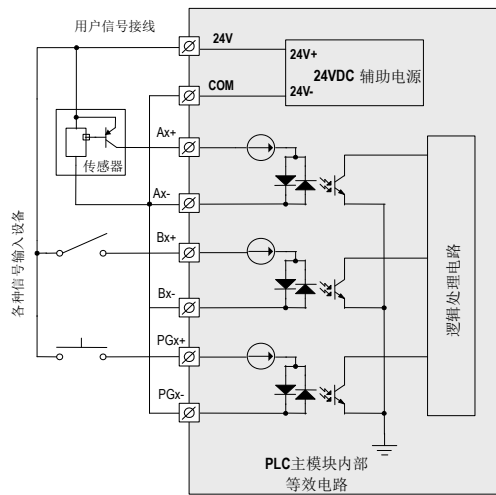 用户信号接线
24V
24V+
24VDC 辅助电源
COM
24V-
Ax+
传感器
Ax-
Bx+
各种信号输入设备
逻辑处理电路
Bx-
PGx+
PGx-
PLC主模块内部
等效电路